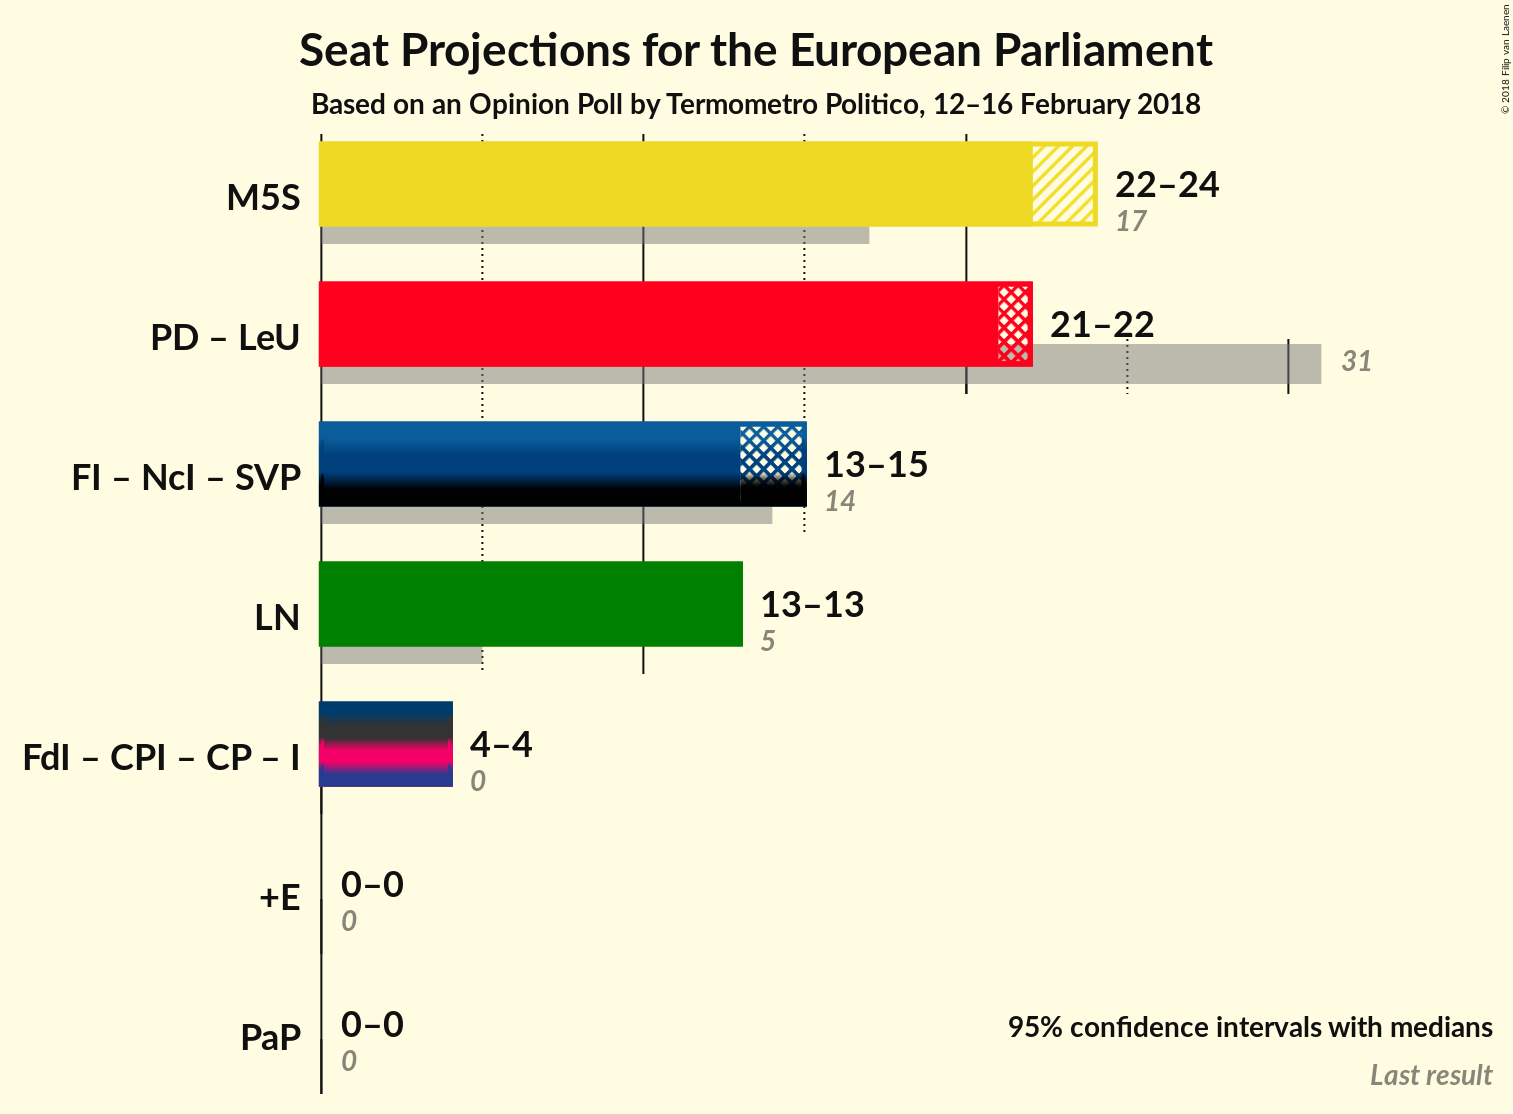 Seat Projections for the European Parliament
Based on an Opinion Poll by Termometro Politico, 12–16 February 2018
© 2018 Filip van Laenen
M5S
22–24
17
PD – LeU
21–22
31
FI – NcI – SVP
13–15
14
LN
13–13
5
FdI – CPI – CP – I
4–4
0
+E
0–0
0
PaP
0–0
0
95% confidence intervals with medians
Last result